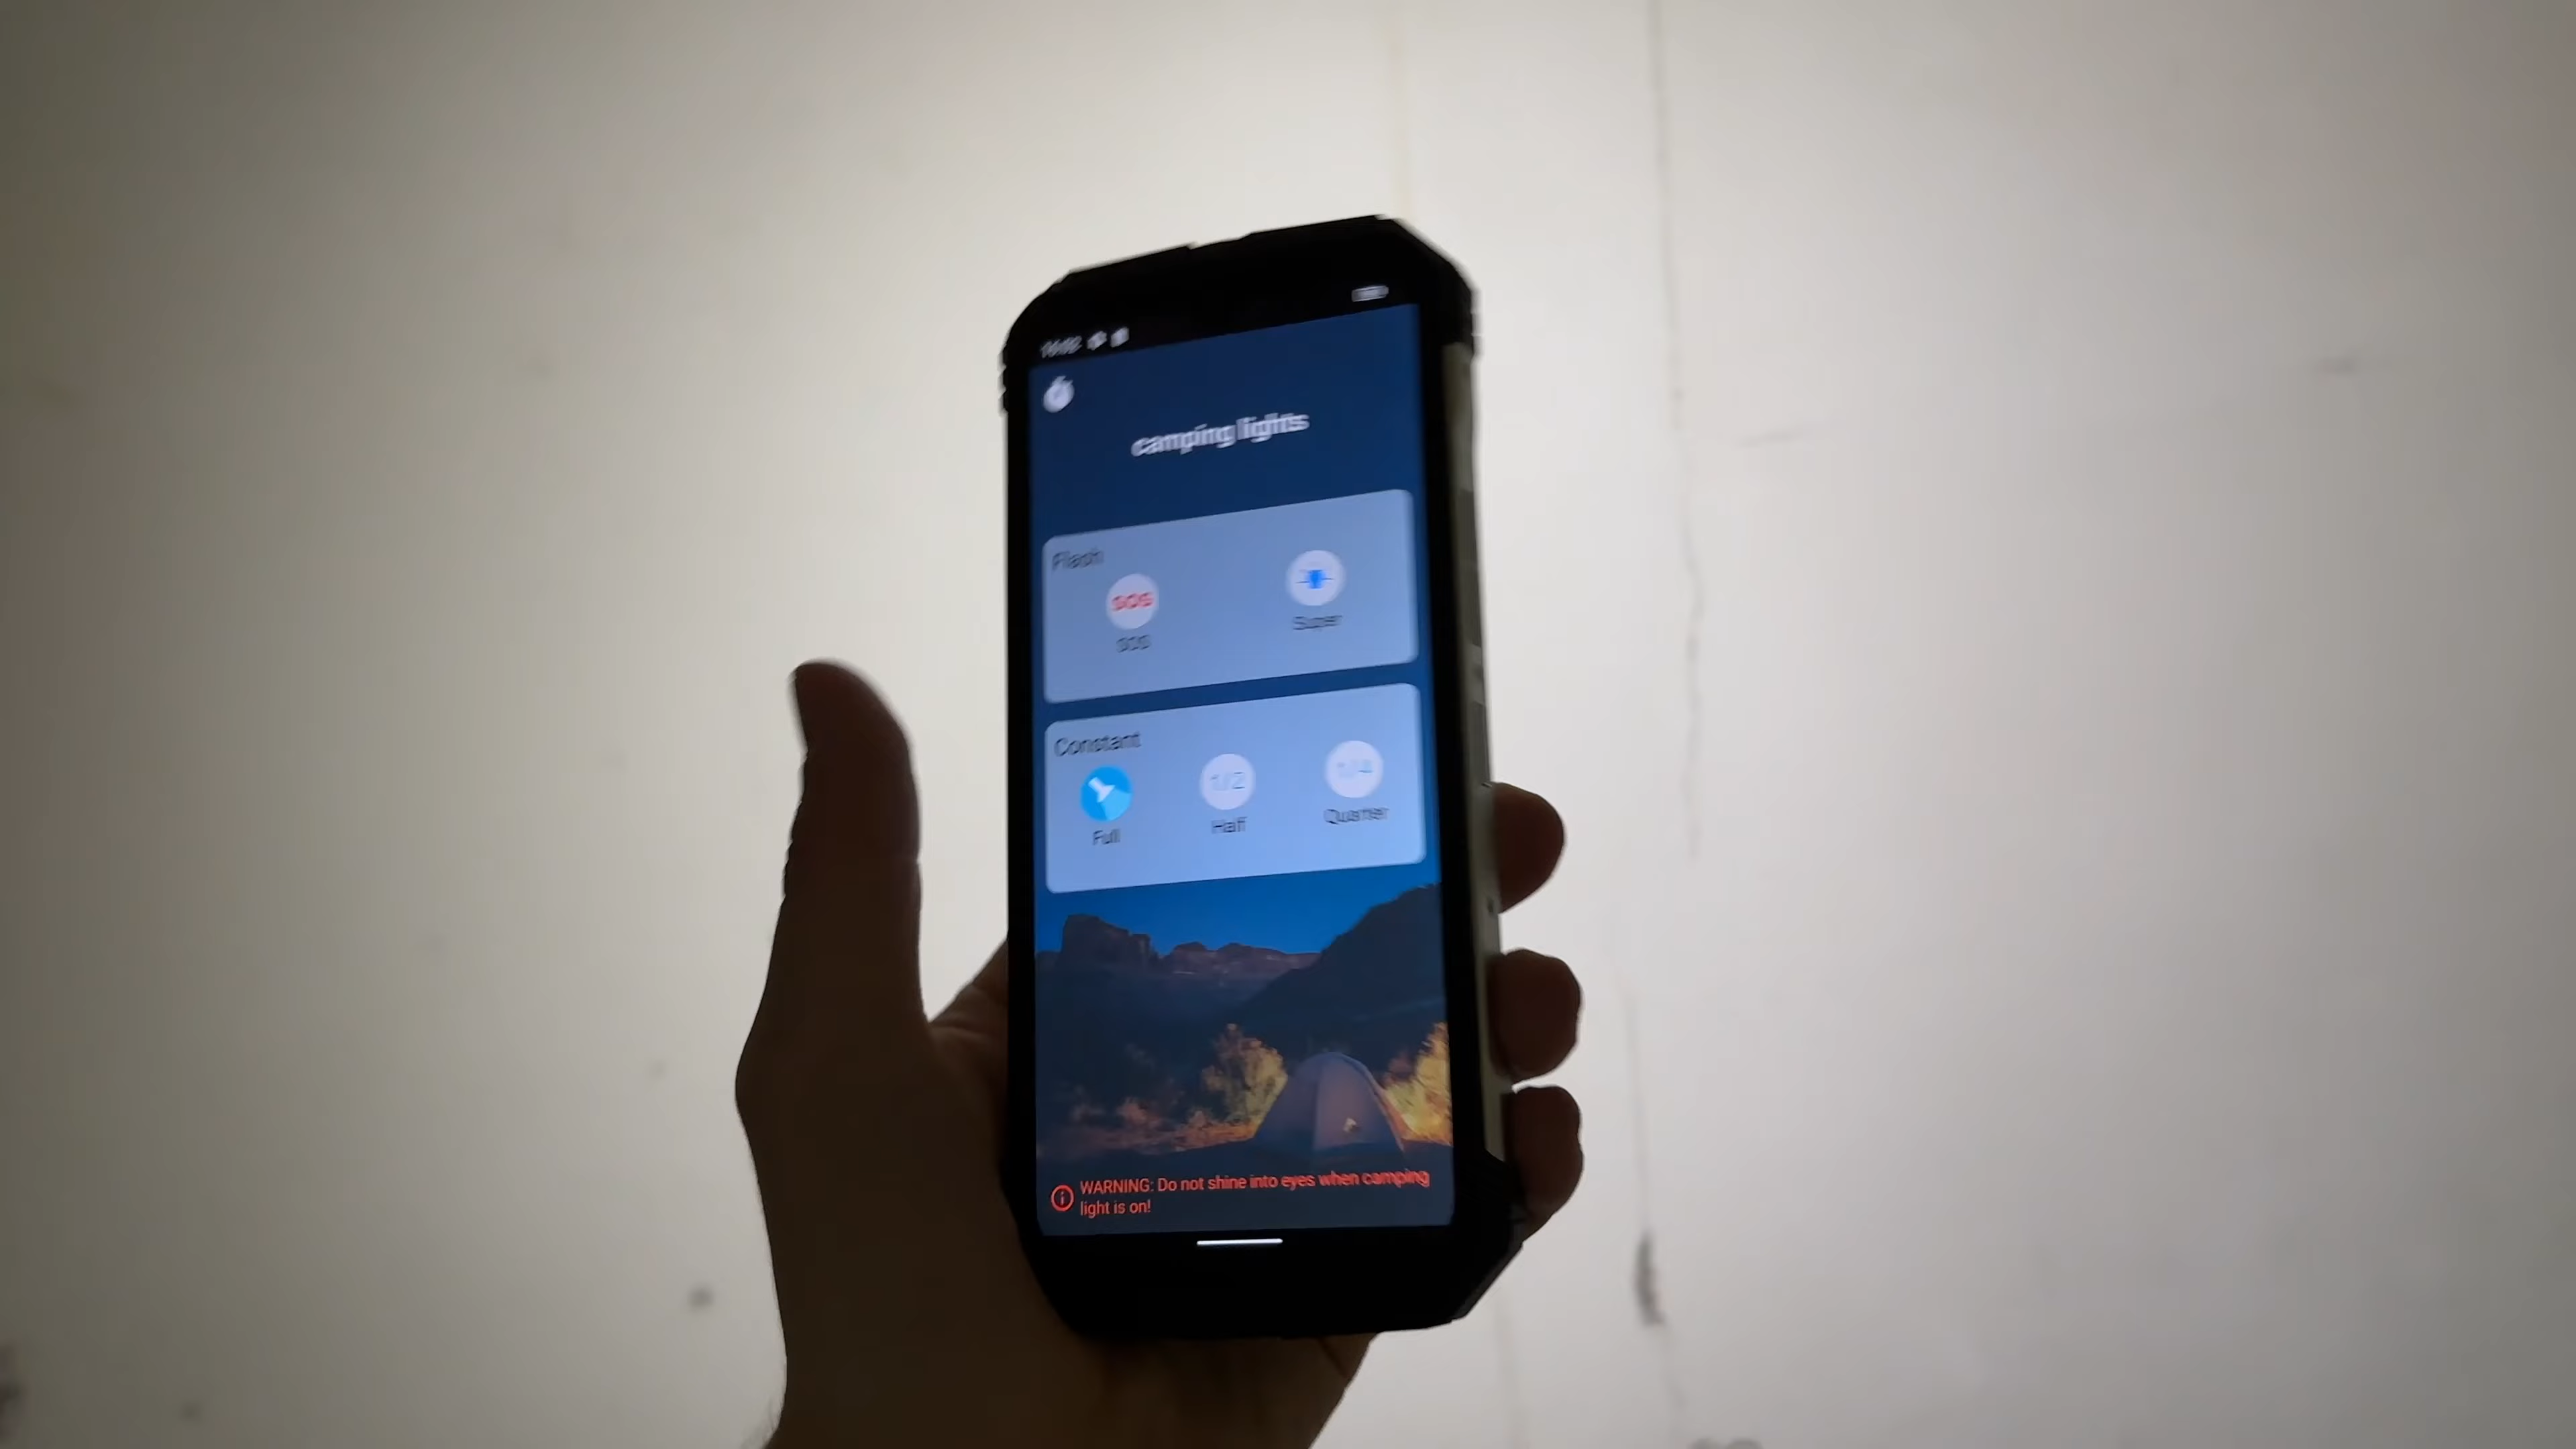 camping lights
Flash
SOS
SOS
Super
Constant
1/2
1/4
Full
Half
Quarter
WARNING: Do not shine into eyes when camping
light is on!